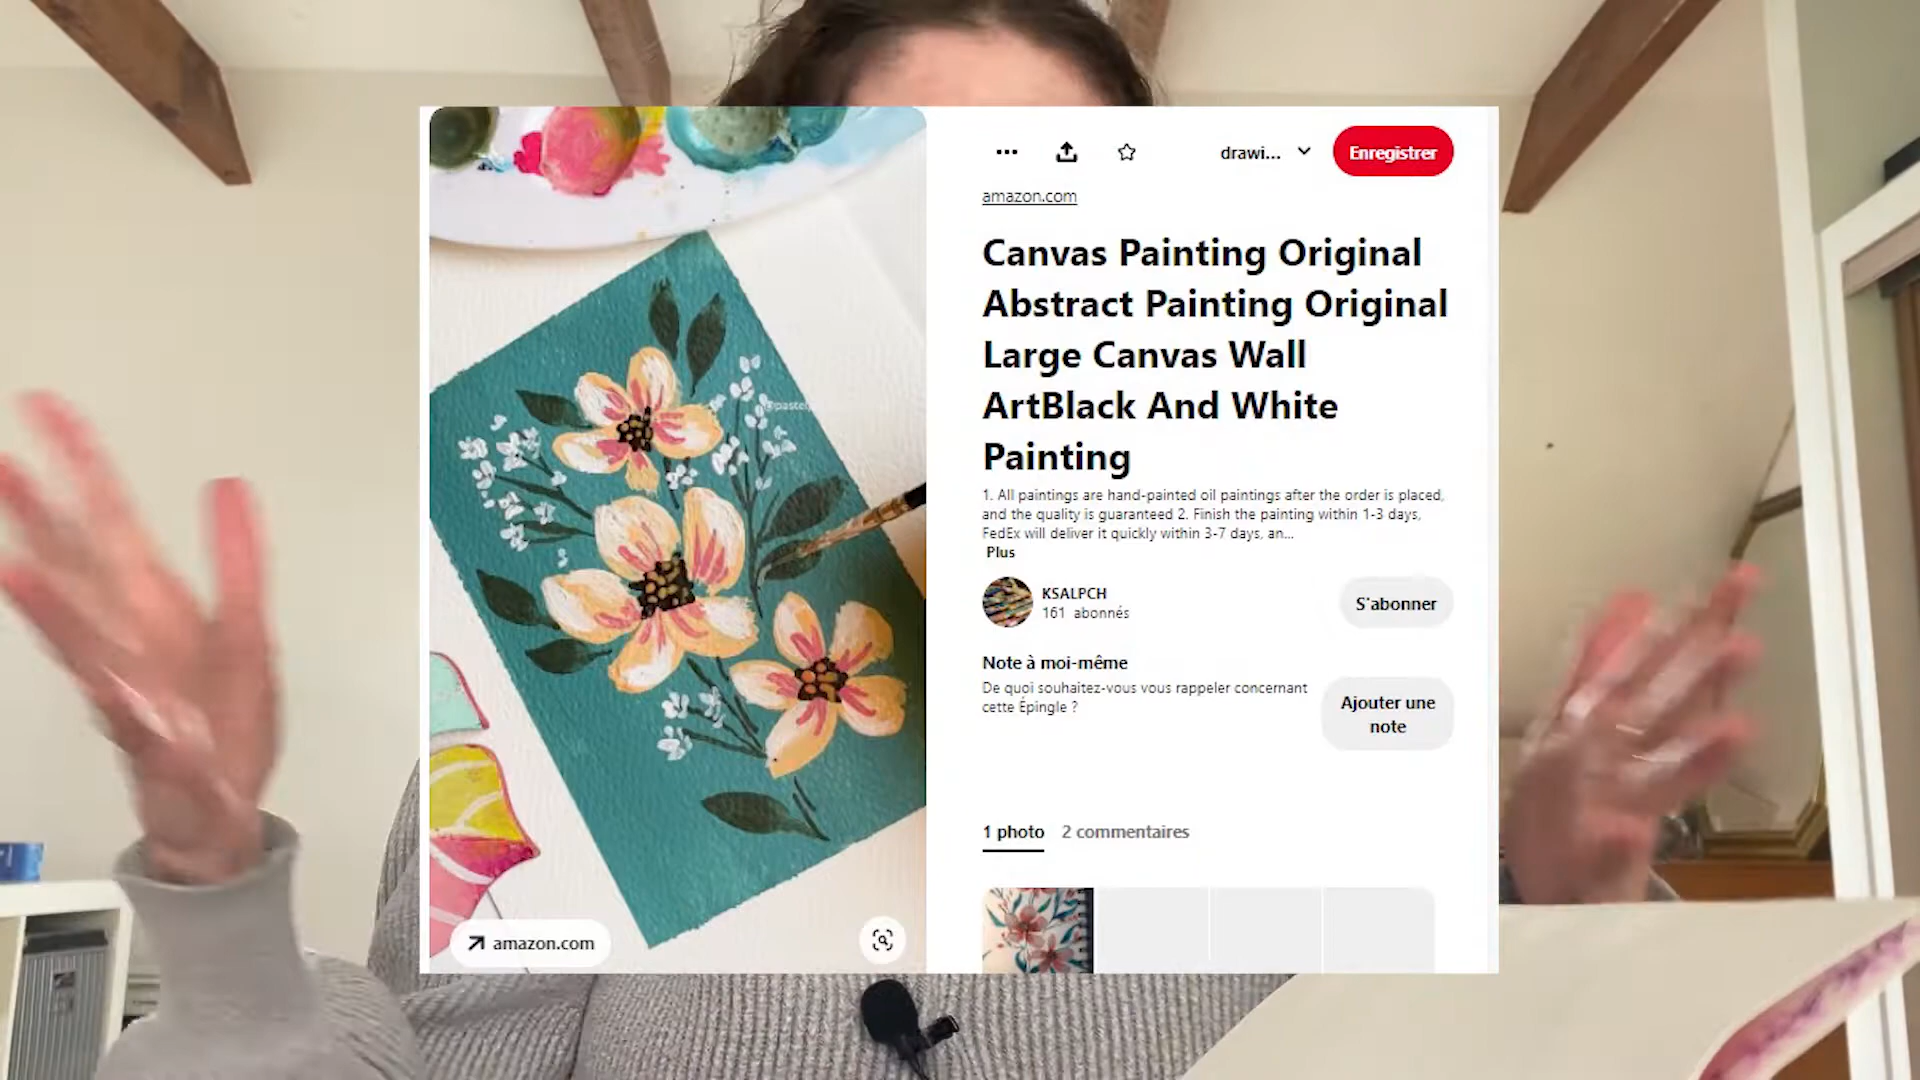 drawi...
Enregistrer
amazon.com
Canvas Painting Original
Abstract Painting Original
Large Canvas Wall
ArtBlack And White
Painting
1. All paintings are hand-painted oil paintings after the order is placed,
and the quality is guaranteed 2. Finish the painting within 1-3 days,
FedEx will deliver it quickly within 3-7 days, an...
Plus
KSALPCH
161 abonnés
S'abonner
Note à moi-même
De quoi souhaitez-vous vous rappeler concernant
cette Épingle ?
Ajouter une
note
1 photo 2 commentaires
amazon.com